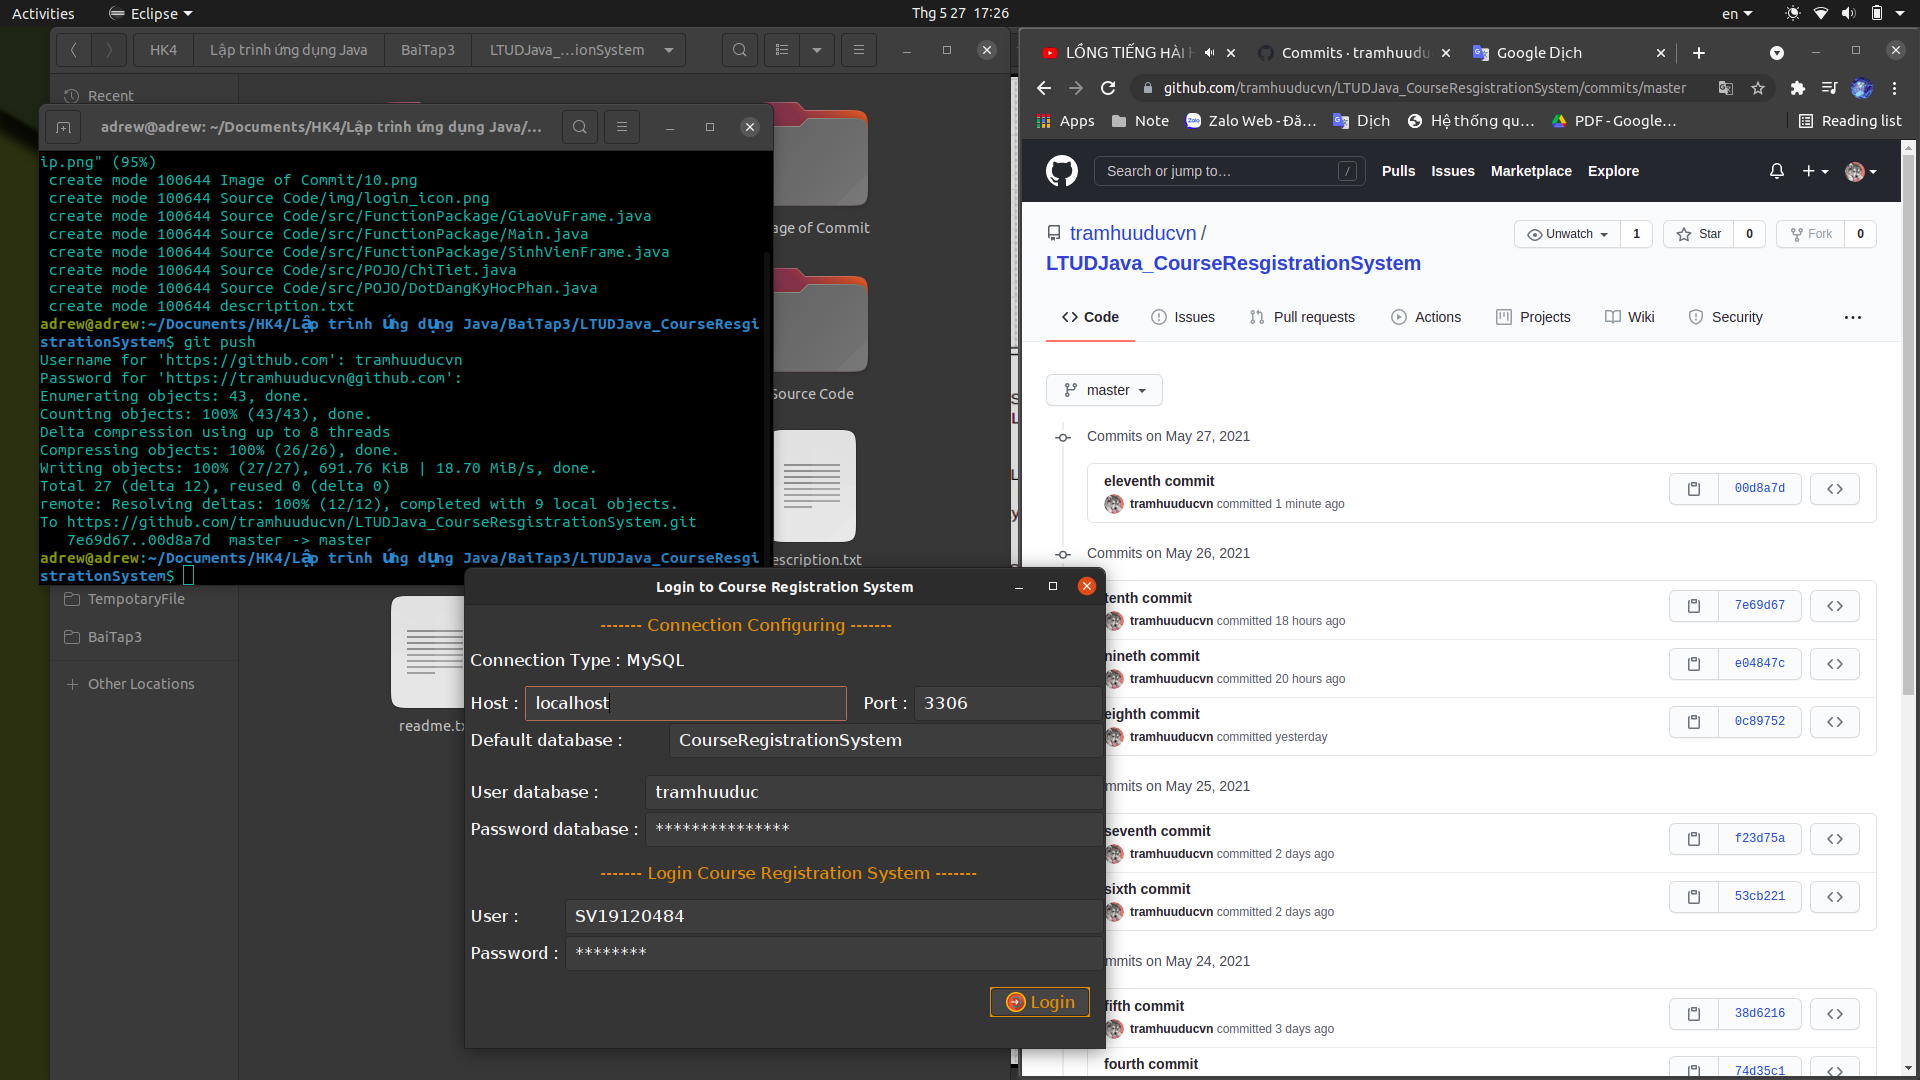 Activities
Eclipse
Thg 5 27 17:26
en
HK4
Lập trình ứng dụng Java
BaiTap3
LTUDJava_...ionSystem
Recent
adrew@adrew: ~/Documents/HK4/Lập trình ứng dụng Java/...
ip.png" (95%)
create mode 100644 Image of Commit/10.png
create mode 100644 Source Code/img/login_icon.png
create mode 100644 Source Code/src/FunctionPackage/GiaoVuFrame.java
create mode 100644 Source Code/src/FunctionPackage/Main.java
create mode 100644 Source Code/src/FunctionPackage/SinhVienFrame.java
create mode 100644 Source Code/src/POJO/ChiTiet.java
create mode 100644 Source Code/src/POJO/DotDangKyHocPhan.java
create mode 100644 description.txt
adrew@adrew:~/Documents/HK4/Lập trình ứng dụng Java/BaiTap3/LTUDJava_CourseResgi
strationSystem$ git push
Username for 'https://github.com': tramhuuducvn
Password for 'https://tramhuuducvn@github.com':
Enumerating objects: 43, done.
Counting objects: 100% (43/43), done.
Delta compression using up to 8 threads
Compressing objects: 100% (26/26), done.
Writing objects: 100% (27/27), 691.76 KiB | 18.70 MiB/s, done.
Total 27 (delta 12), reused 0 (delta 0)
remote: Resolving deltas: 100% (12/12), completed with 9 local objects.
To https://github.com/tramhuuducvn/LTUDJava_CourseResgistrationSystem.git
7e69d67..00d8a7d master -> master
adrew@adrew:~/Documents/HK4/Lập trình ứng dụng Java/BaiTap3/LTUDJava_CourseResgi
strationSystem$
age of Commit
Source Code
escription.txt
TempotaryFile
BaiTap3
Other Locations
readme.tx
Login to Course Registration System
------- Connection Configuring -------
Connection Type : MySQL
Host : localhost Port : 3306
Default database : CourseRegistrationSystem
User database : tramhuuduc
Password database : ***************
------- Login Course Registration System -------
User : SV19120484
Password : ********
Login
LỒNG TIẾNG HÀI H
Commits · tramhuudu
Google Dịch
github.com/tramhuuducvn/LTUDJava_CourseResgistrationSystem/commits/master
Apps
Note
Zalo Web - Đă...
Dịch
Hệ thống qu...
PDF - Google...
Reading list
Search or jump to... /
Pulls
Issues
Marketplace
Explore
tramhuuducvn /
LTUDJava_CourseResgistrationSystem
Unwatch 1
Star 0
Fork 0
Code
Issues
Pull requests
Actions
Projects
Wiki
Security
master
Commits on May 27, 2021
eleventh commit
tramhuuducvn committed 1 minute ago
00d8a7d
Commits on May 26, 2021
tenth commit
tramhuuducvn committed 18 hours ago
7e69d67
nineth commit
tramhuuducvn committed 20 hours ago
e04847c
eighth commit
tramhuuducvn committed yesterday
0c89752
mmits on May 25, 2021
seventh commit
tramhuuducvn committed 2 days ago
f23d75a
sixth commit
tramhuuducvn committed 2 days ago
53cb221
mmits on May 24, 2021
fifth commit
tramhuuducvn committed 3 days ago
38d6216
fourth commit
74d35c1